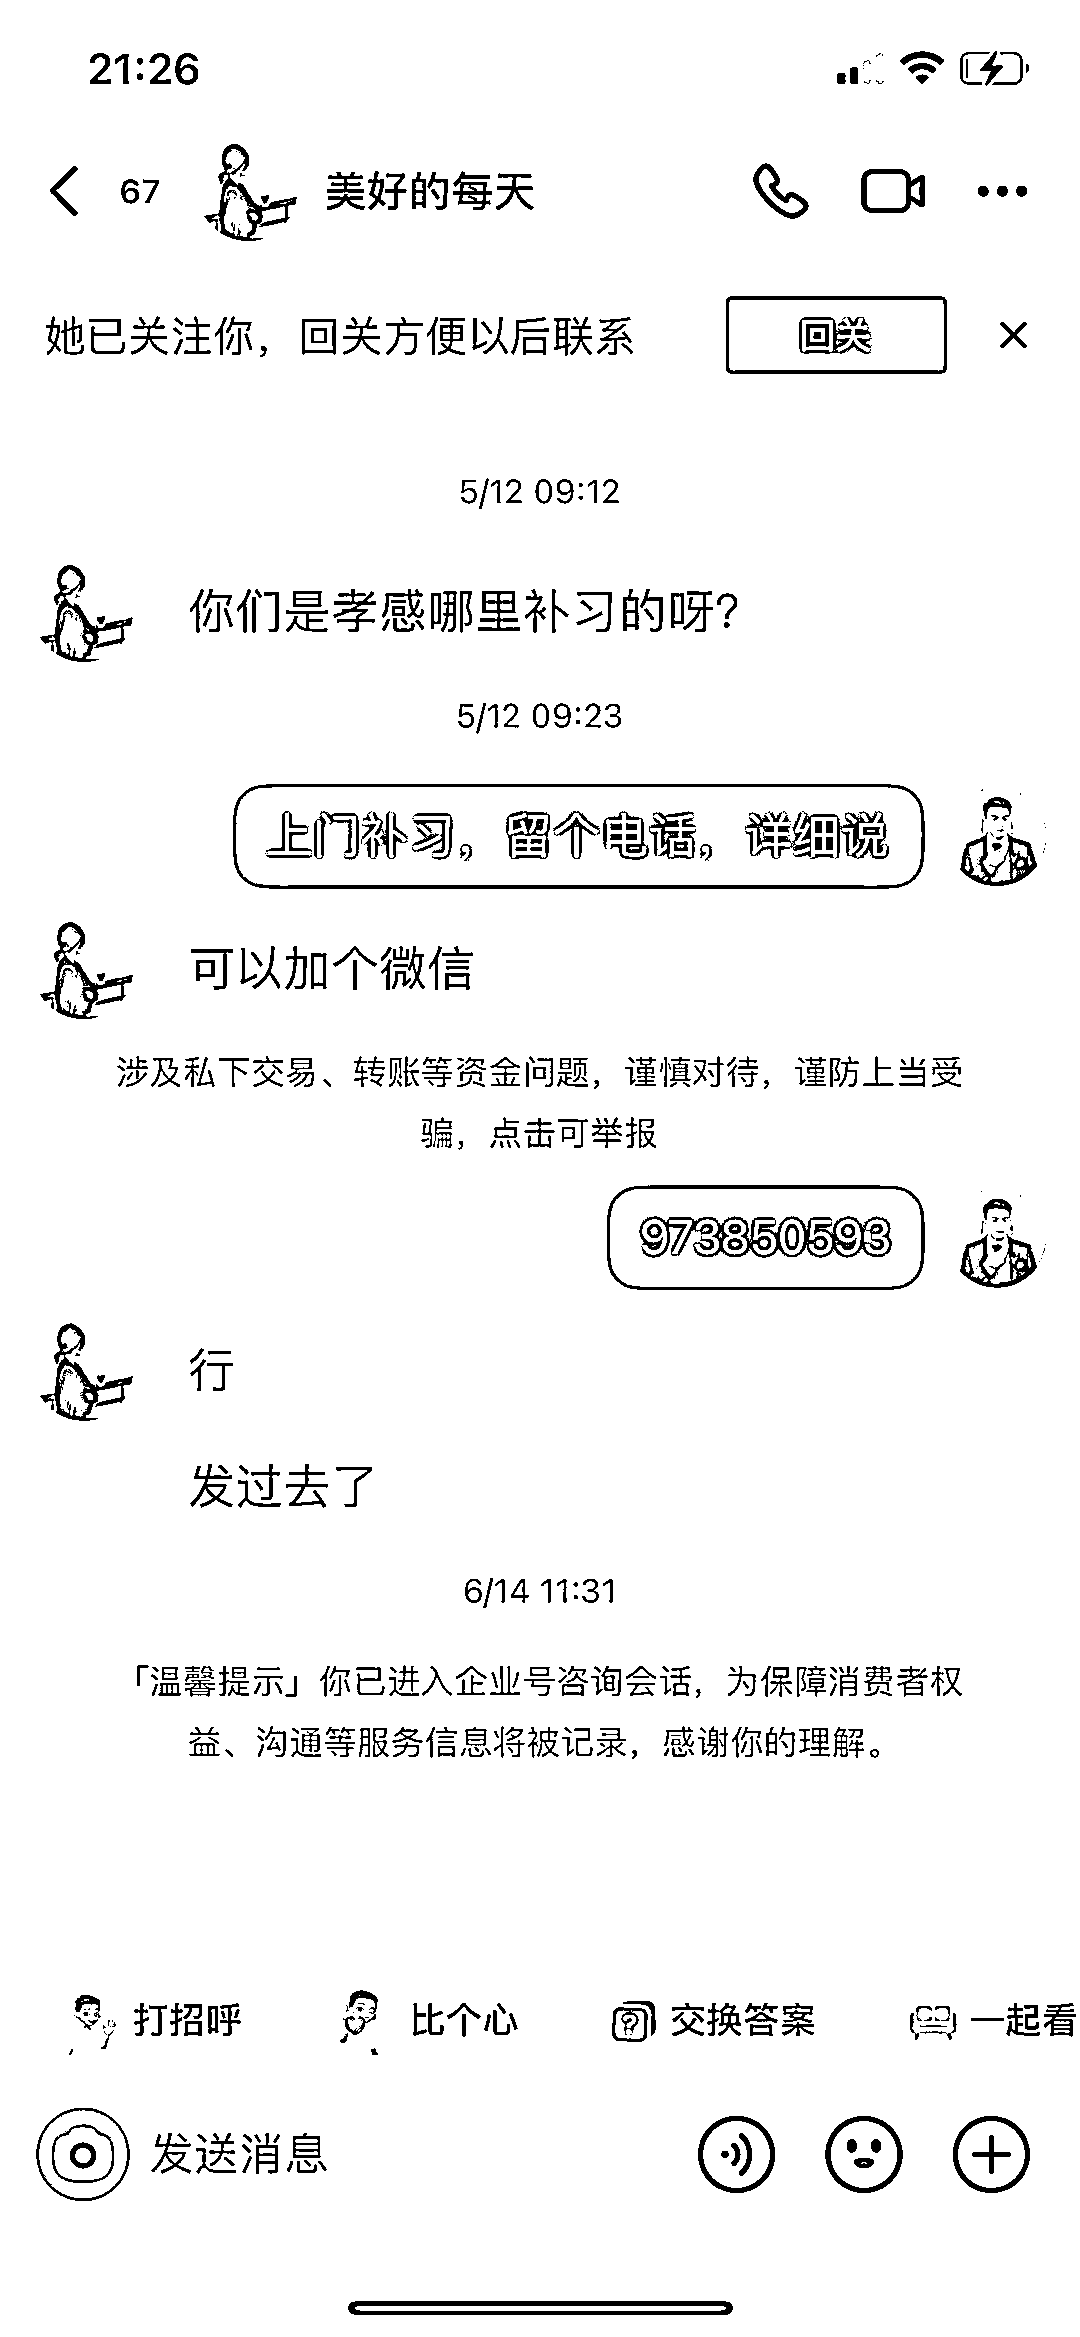 21:26
67
美好的每天
她已关注你，回关方便以后联系
回关
5/12 09:12
你们是孝感哪里补习的呀？
5/12 09:23
上门补习，留个电话，详细说
可以加个微信
涉及私下交易、转账等资金问题，谨慎对待，谨防上当受
骗，点击可举报
973850593
行
发过去了
6/14 11:31
「温馨提示」你已进入企业号咨询会话，为保障消费者权
益、沟通等服务信息将被记录，感谢你的理解。
打招呼
比个心
交换答案
一起看
发送消息